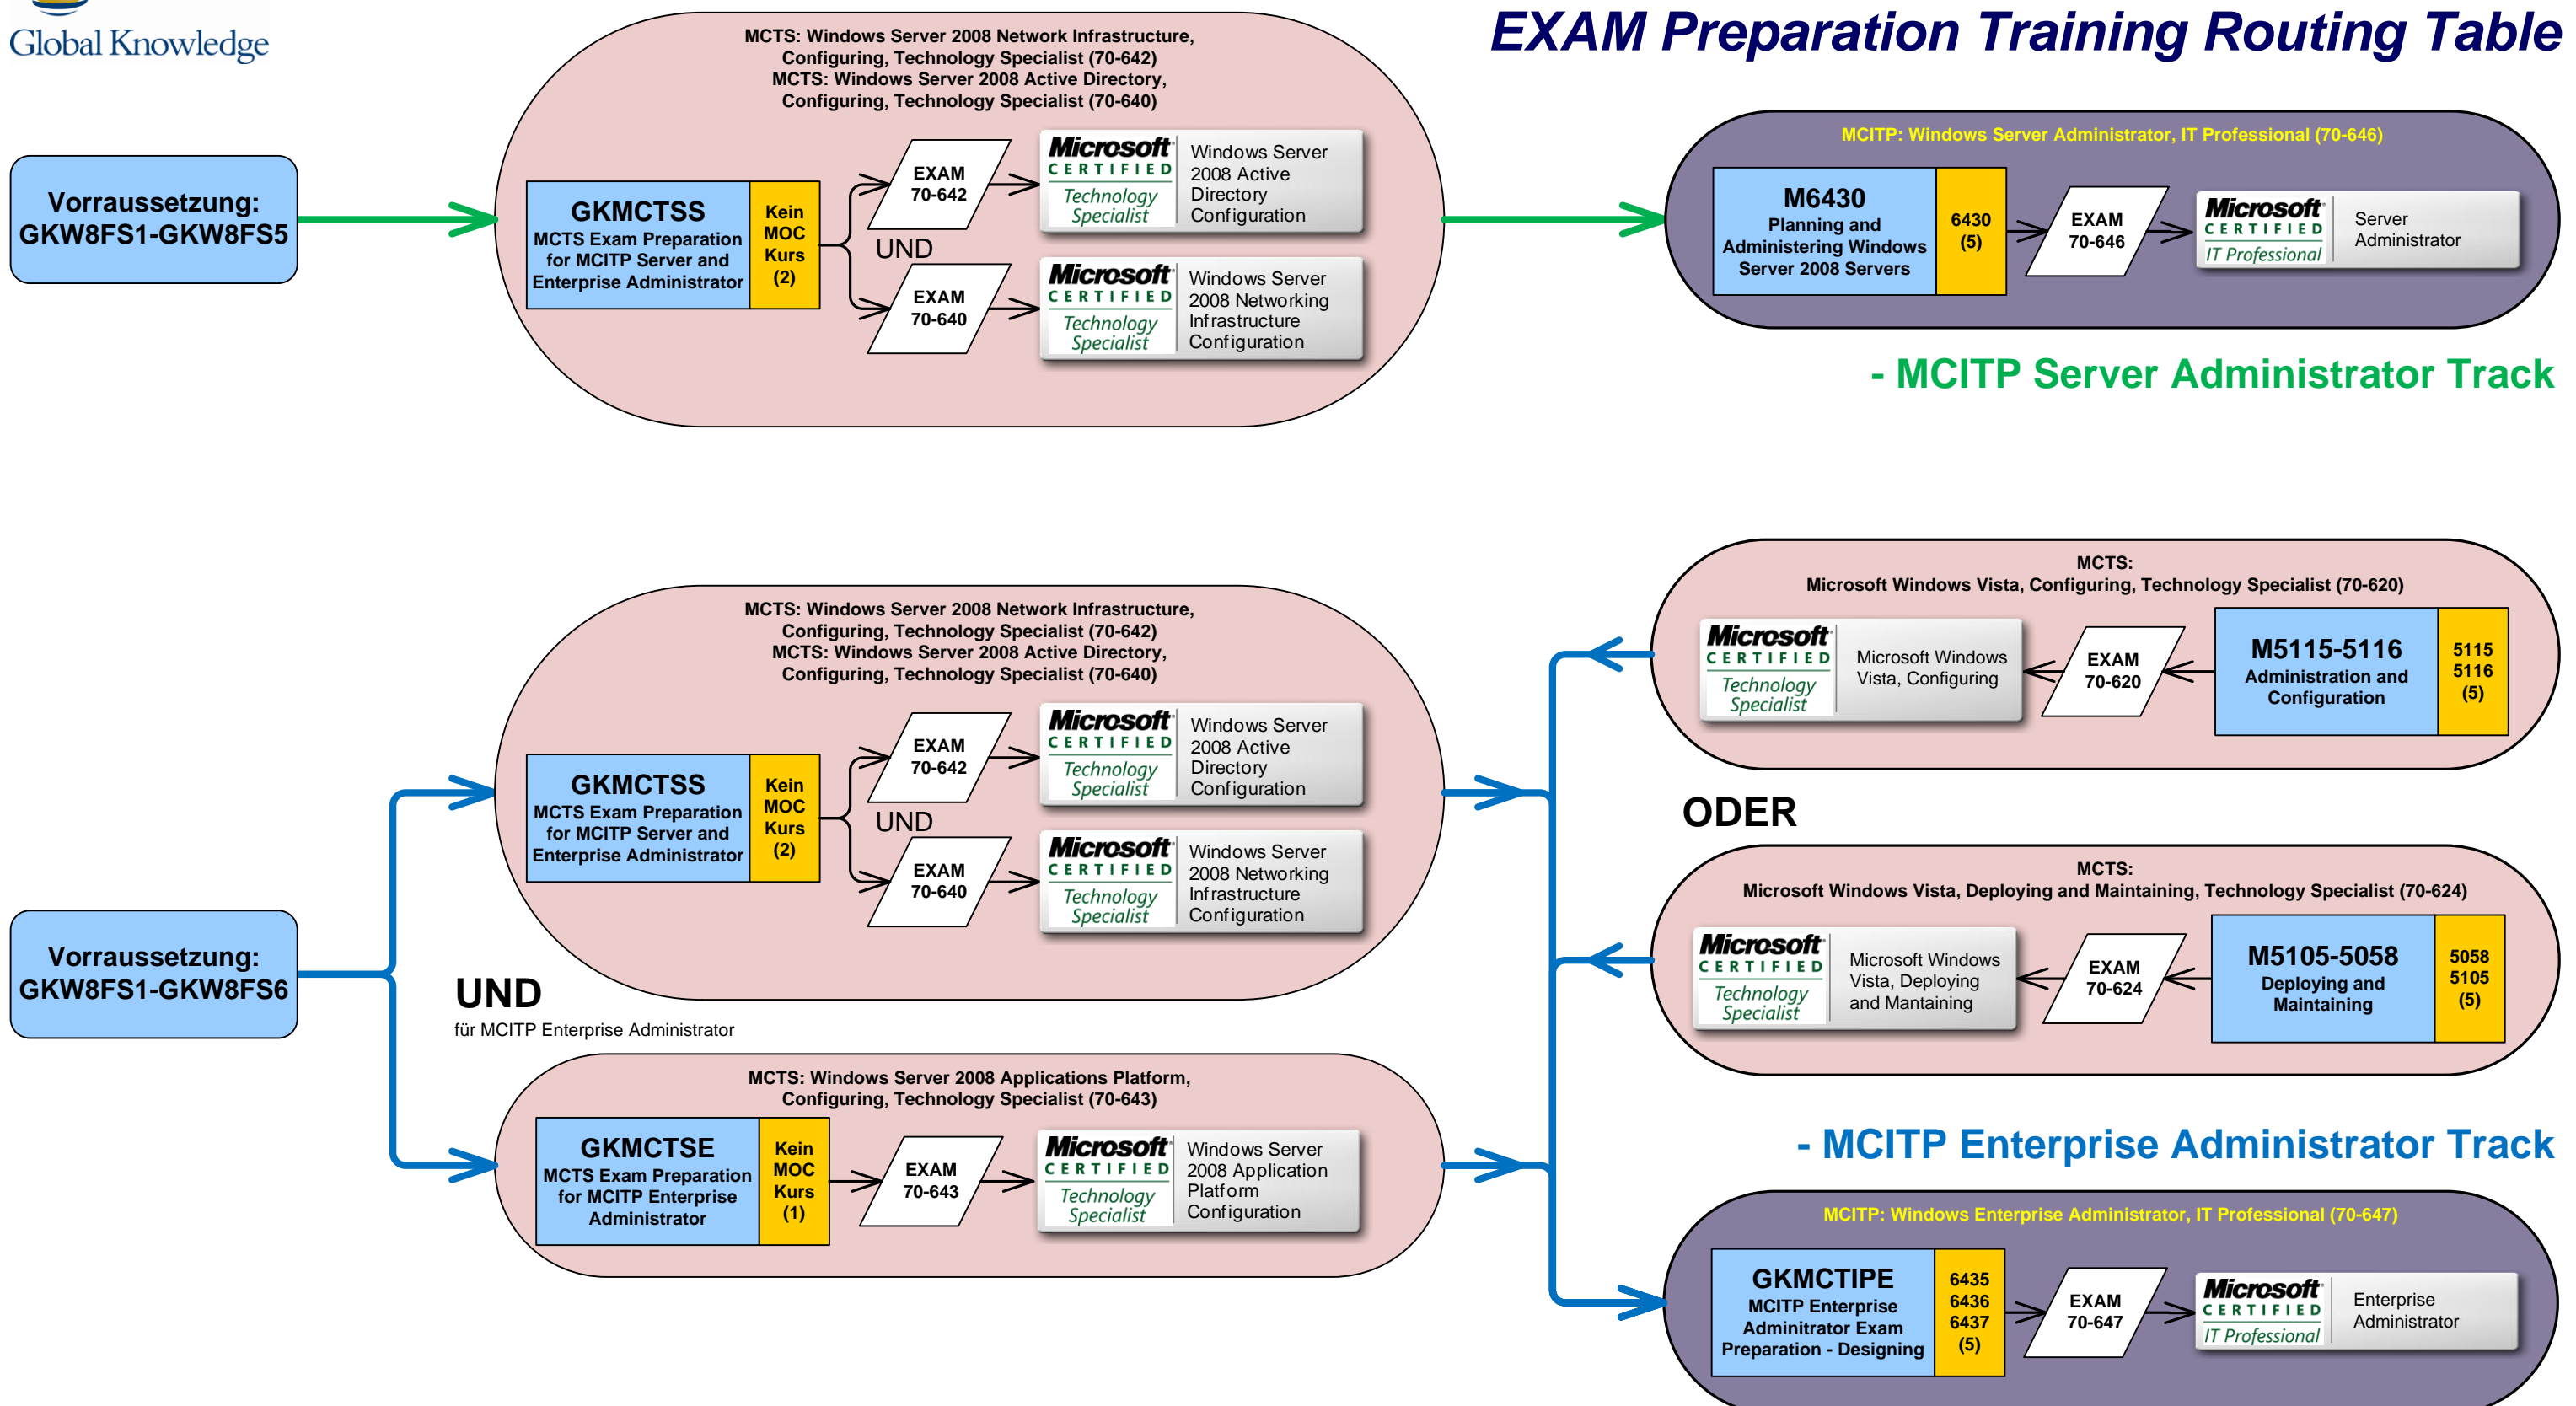 Global Knowledge
EXAM Preparation Training Routing Table
MCTS: Windows Server 2008 Network Infrastructure,
Configuring, Technology Specialist (70-642)
MCTS: Windows Server 2008 Active Directory,
Configuring, Technology Specialist (70-640)
Vorraussetzung:
GKW8FS1-GKW8FS5
GKMCTSS
MCTS Exam Preparation
for MCITP Server and
Enterprise Administrator
Kein
MOC
Kurs
(2)
EXAM
70-642
Microsoft
CERTIFIED
Technology
Specialist
Windows Server
2008 Active
Directory
Configuration
UND
EXAM
70-640
Microsoft
CERTIFIED
Technology
Specialist
Windows Server
2008 Networking
Infrastructure
Configuration
MCITP: Windows Server Administrator, IT Professional (70-646)
M6430
Planning and
Administering Windows
Server 2008 Servers
6430
(5)
EXAM
70-646
Microsoft
CERTIFIED
IT Professional
Server
Administrator
- MCITP Server Administrator Track
Vorraussetzung:
GKW8FS1-GKW8FS6
MCTS: Windows Server 2008 Network Infrastructure,
Configuring, Technology Specialist (70-642)
MCTS: Windows Server 2008 Active Directory,
Configuring, Technology Specialist (70-640)
GKMCTSS
MCTS Exam Preparation
for MCITP Server and
Enterprise Administrator
Kein
MOC
Kurs
(2)
EXAM
70-642
Microsoft
CERTIFIED
Technology
Specialist
Windows Server
2008 Active
Directory
Configuration
UND
EXAM
70-640
Microsoft
CERTIFIED
Technology
Specialist
Windows Server
2008 Networking
Infrastructure
Configuration
UND
für MCITP Enterprise Administrator
MCTS: Windows Server 2008 Applications Platform,
Configuring, Technology Specialist (70-643)
GKMCTSE
MCTS Exam Preparation
for MCITP Enterprise
Administrator
Kein
MOC
Kurs
(1)
EXAM
70-643
Microsoft
CERTIFIED
Technology
Specialist
Windows Server
2008 Application
Platform
Configuration
MCTS:
Microsoft Windows Vista, Configuring, Technology Specialist (70-620)
Microsoft
CERTIFIED
Technology
Specialist
Microsoft Windows
Vista, Configuring
EXAM
70-620
M5115-5116
Administration and
Configuration
5115
5116
(5)
ODER
MCTS:
Microsoft Windows Vista, Deploying and Maintaining, Technology Specialist (70-624)
Microsoft
CERTIFIED
Technology
Specialist
Microsoft Windows
Vista, Deploying
and Mantaining
EXAM
70-624
M5105-5058
Deploying and
Maintaining
5058
5105
(5)
- MCITP Enterprise Administrator Track
MCITP: Windows Enterprise Administrator, IT Professional (70-647)
GKMCTIPE
MCITP Enterprise
Adminitrator Exam
Preparation - Designing
6435
6436
6437
(5)
EXAM
70-647
Microsoft
CERTIFIED
IT Professional
Enterprise
Administrator